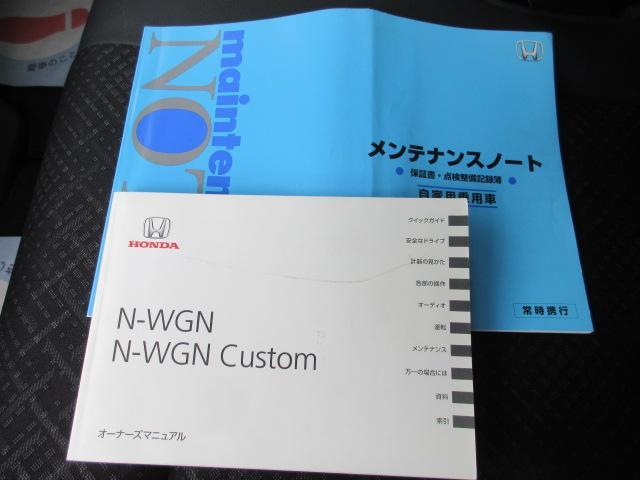 mainten
NOT
メンテナンスノート
保証書・点検整備記録簿
自家用乗用車
常時携行
HONDA
N-WGN
N-WGN Custom
オーナーズマニュアル
クイックガイド
安全なドライブ
計器の見かた
各部の操作
オーディオ
運転
メンテナンス
万一の場合には
資料
索引